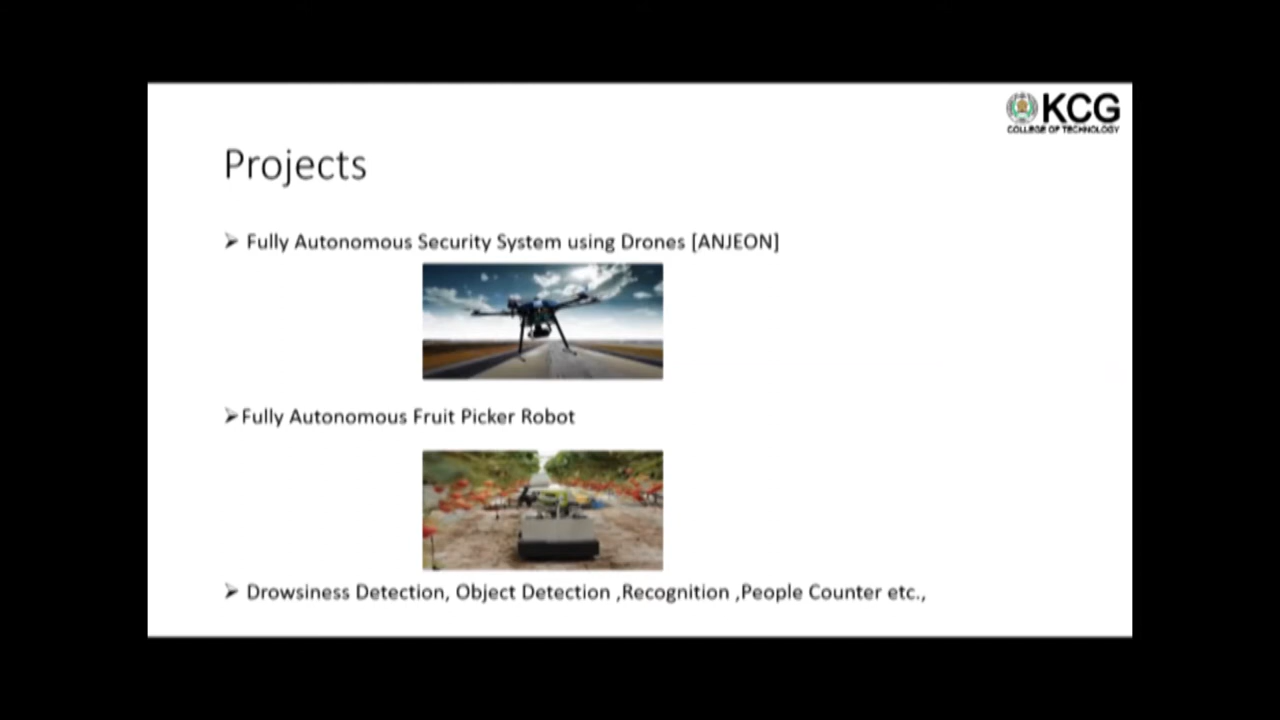 KCG
COLLEGE OF TECHNOLOGY
Projects
➢ Fully Autonomous Security System using Drones [ANJEON]
➢Fully Autonomous Fruit Picker Robot
➢ Drowsiness Detection, Object Detection ,Recognition ,People Counter etc.,